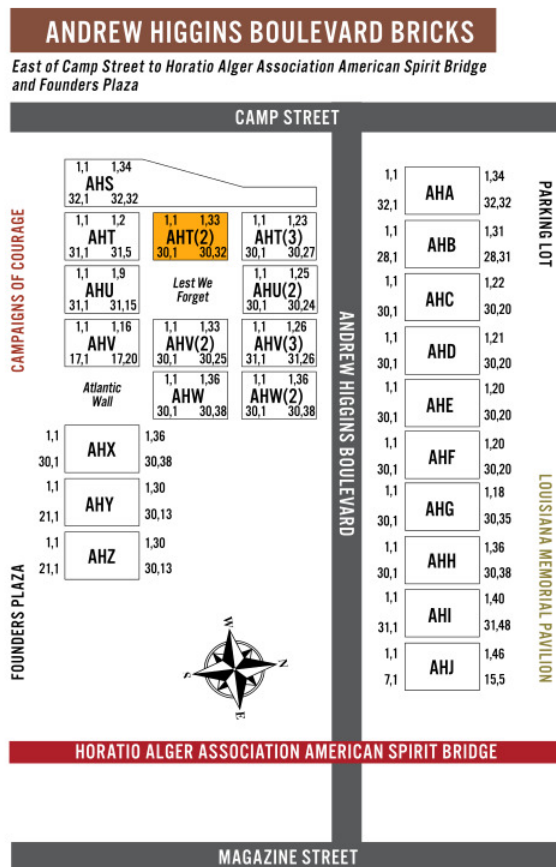 ANDREW HIGGINS BOULEVARD BRICKS
East of Camp Street to Horatio Alger Association American Spirit Bridge
and Founders Plaza
CAMP STREET
CAMPAIGNS OF COURAGE
FOUNDERS PLAZA
1,1 1,34
AHS
32,1 32,32
1,1 1,2
AHT
31,1 31,5
1,1 1,33
AHT(2)
30,1 30,32
1,1 1,23
AHT(3)
30,1 30,27
1,1 1,9
AHU
31,1 31,15
Lest We
Forget
1,1 1,25
AHU(2)
30,1 30,24
1,1 1,16
AHV
17,1 17,20
1,1 1,33
AHV(2)
30,1 30,25
1,1 1,26
AHV(3)
31,1 31,26
Atlantic
Wall
1,1 1,36
AHW
30,1 30,38
1,1 1,36
AHW(2)
30,1 30,38
1,1 1,36
AHX
30,1 30,38
1,1 1,30
AHY
21,1 30,13
1,1 1,30
AHZ
21,1 30,13
W
N
S
E
ANDREW HIGGINS BOULEVARD
1,1 1,34
AHA
32,1 32,32
1,1 1,31
AHB
28,1 28,31
1,1 1,22
AHC
30,1 30,20
1,1 1,21
AHD
30,1 30,20
1,1 1,20
AHE
30,1 30,20
1,1 1,20
AHF
30,1 30,20
1,1 1,18
AHG
30,1 30,35
1,1 1,36
AHH
30,1 30,38
1,1 1,40
AHI
31,1 31,48
1,1 1,46
AHJ
7,1 15,5
PARKING LOT
LOUISIANA MEMORIAL PAVILION
HORATIO ALGER ASSOCIATION AMERICAN SPIRIT BRIDGE
MAGAZINE STREET